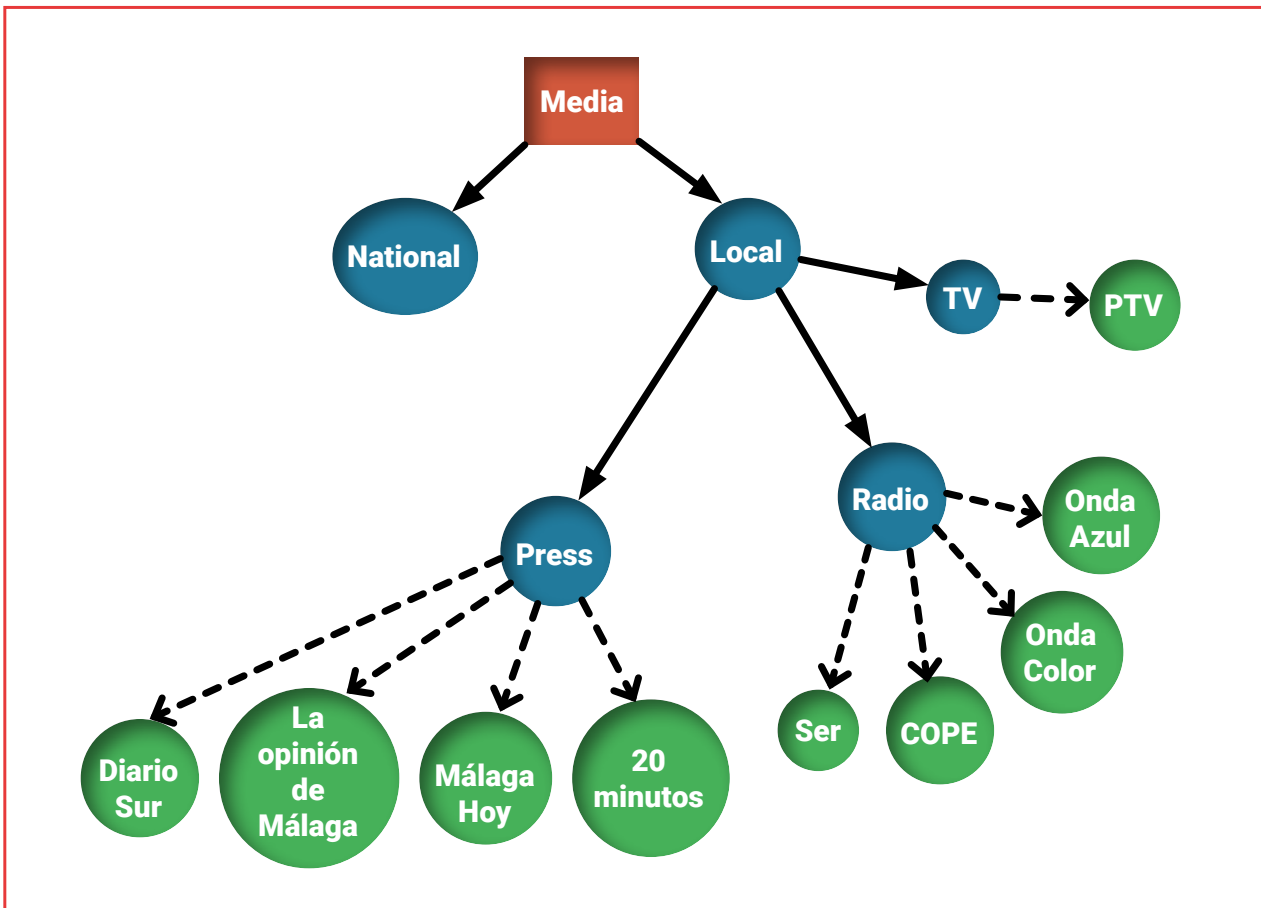 Media
National
Local
TV
PTV
Press
Radio
Onda
Azul
Onda
Color
Ser
COPE
Diario
Sur
La
opinión
de
Málaga
Málaga
Hoy
20
minutos